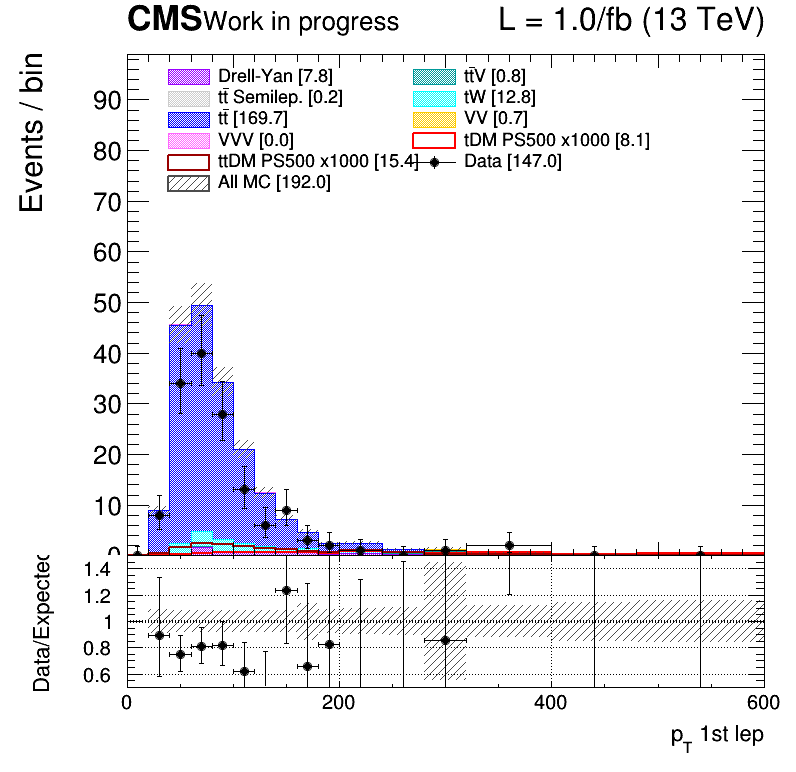 CMS Work in progress L = 1.0/fb (13 TeV)
Drell-Yan [7.8] tt̄V [0.8]
tt̄ Semilep. [0.2] tW [12.8]
tt̄ [169.7] VV [0.7]
VVV [0.0] tDM PS500 x1000 [8.1]
ttDM PS500 x1000 [15.4] Data [147.0]
All MC [192.0]
Events / bin
90
80
70
60
50
40
30
20
10
0
Data/Expected
1.4
1.2
1
0.8
0.6
0 200 400 600
p_T 1st lep